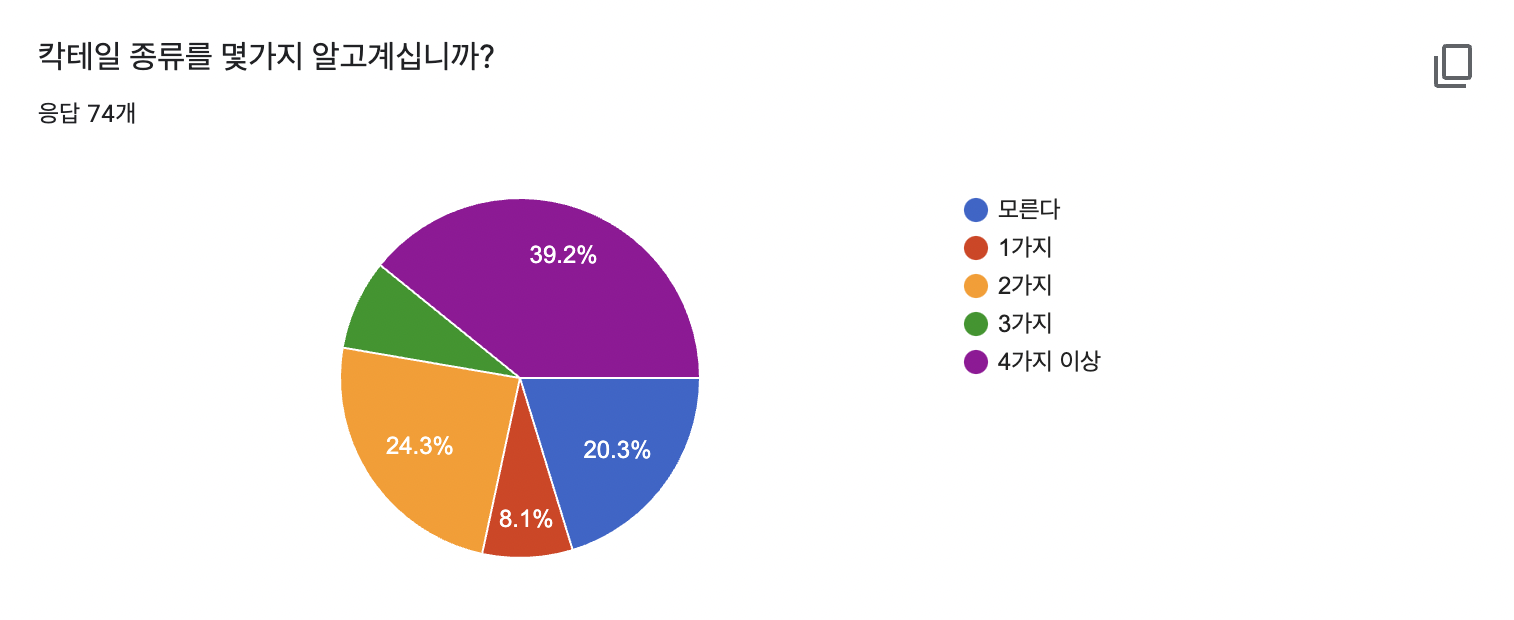 칵테일 종류를 몇가지 알고계십니까?
응답 74개
39.2%
24.3%
20.3%
8.1%
모른다
1가지
2가지
3가지
4가지 이상